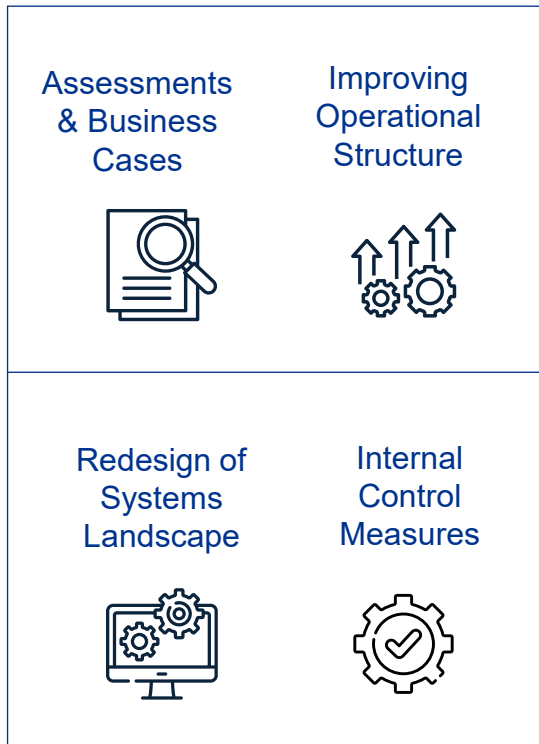 Assessments
& Business
Cases
Improving
Operational
Structure
Redesign of
Systems
Landscape
Internal
Control
Measures